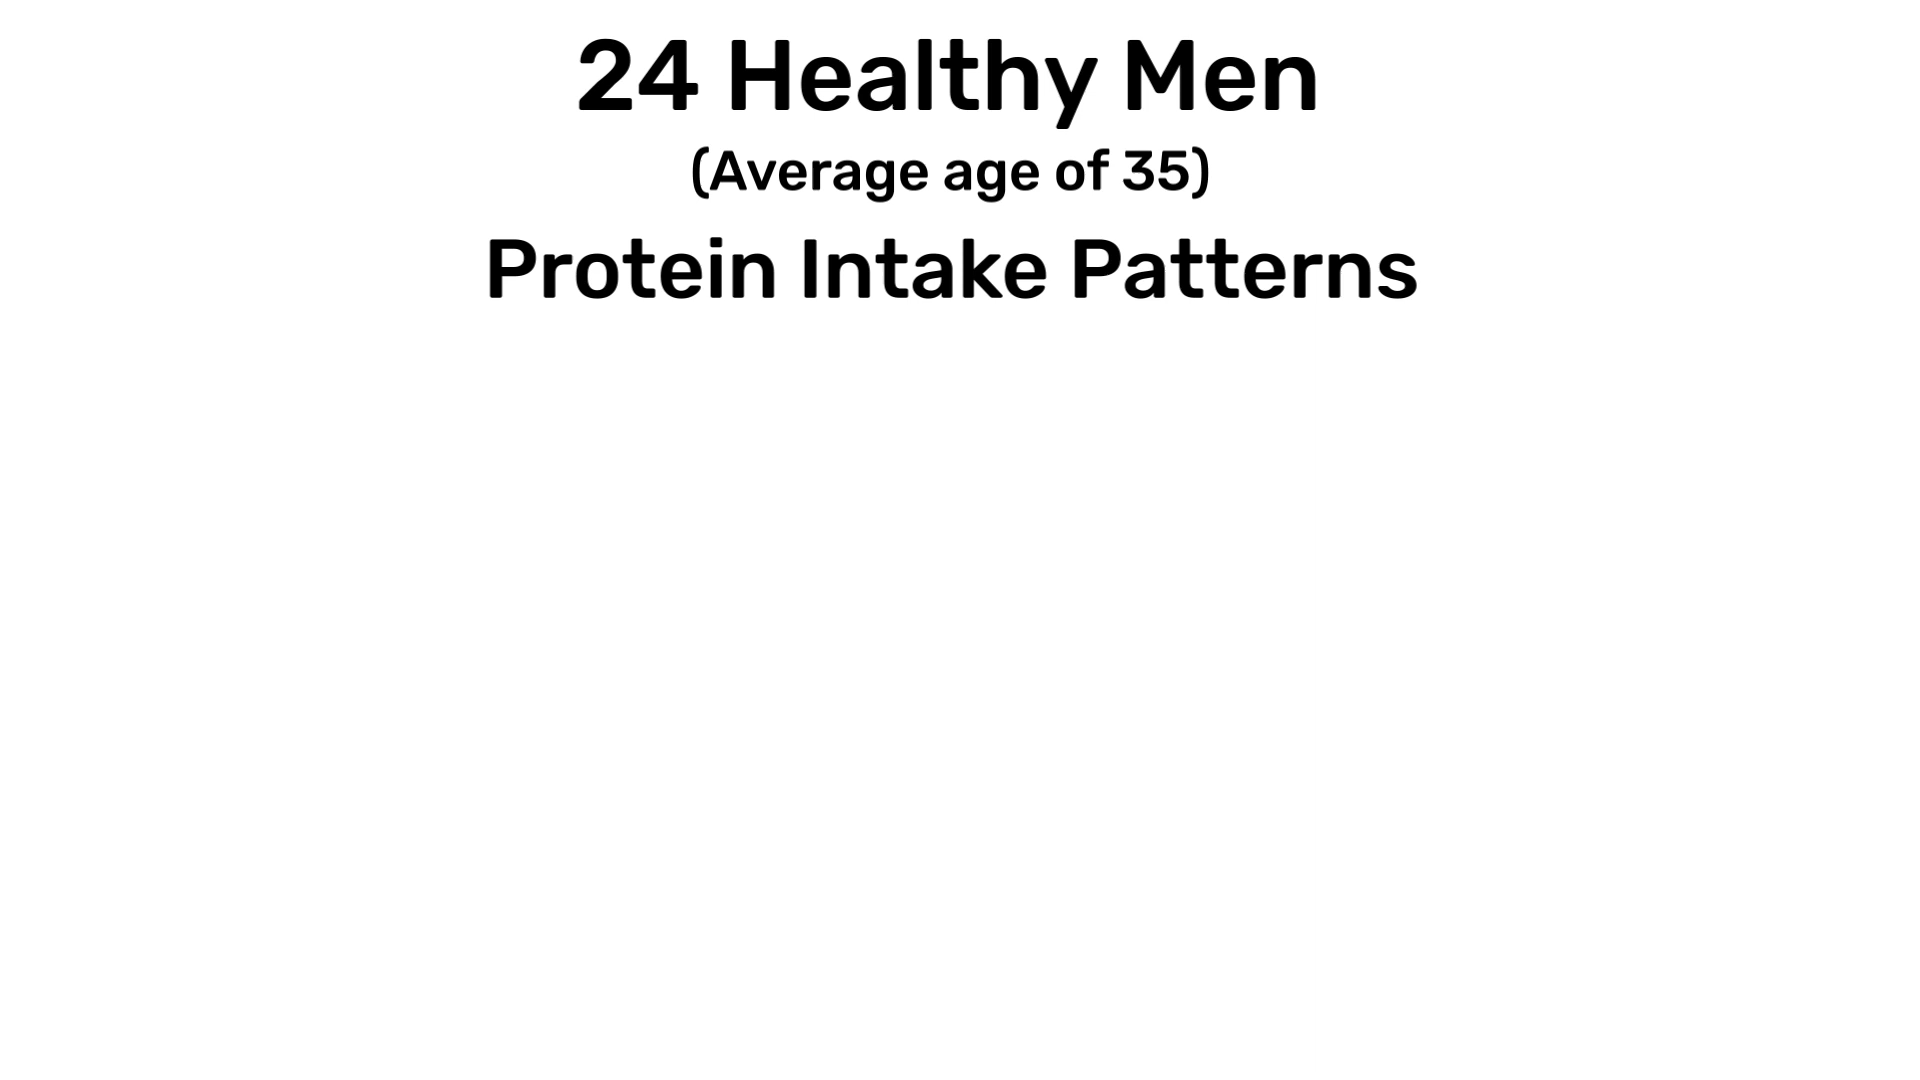 24 Healthy Men
(Average age of 35)
Protein Intake Patterns